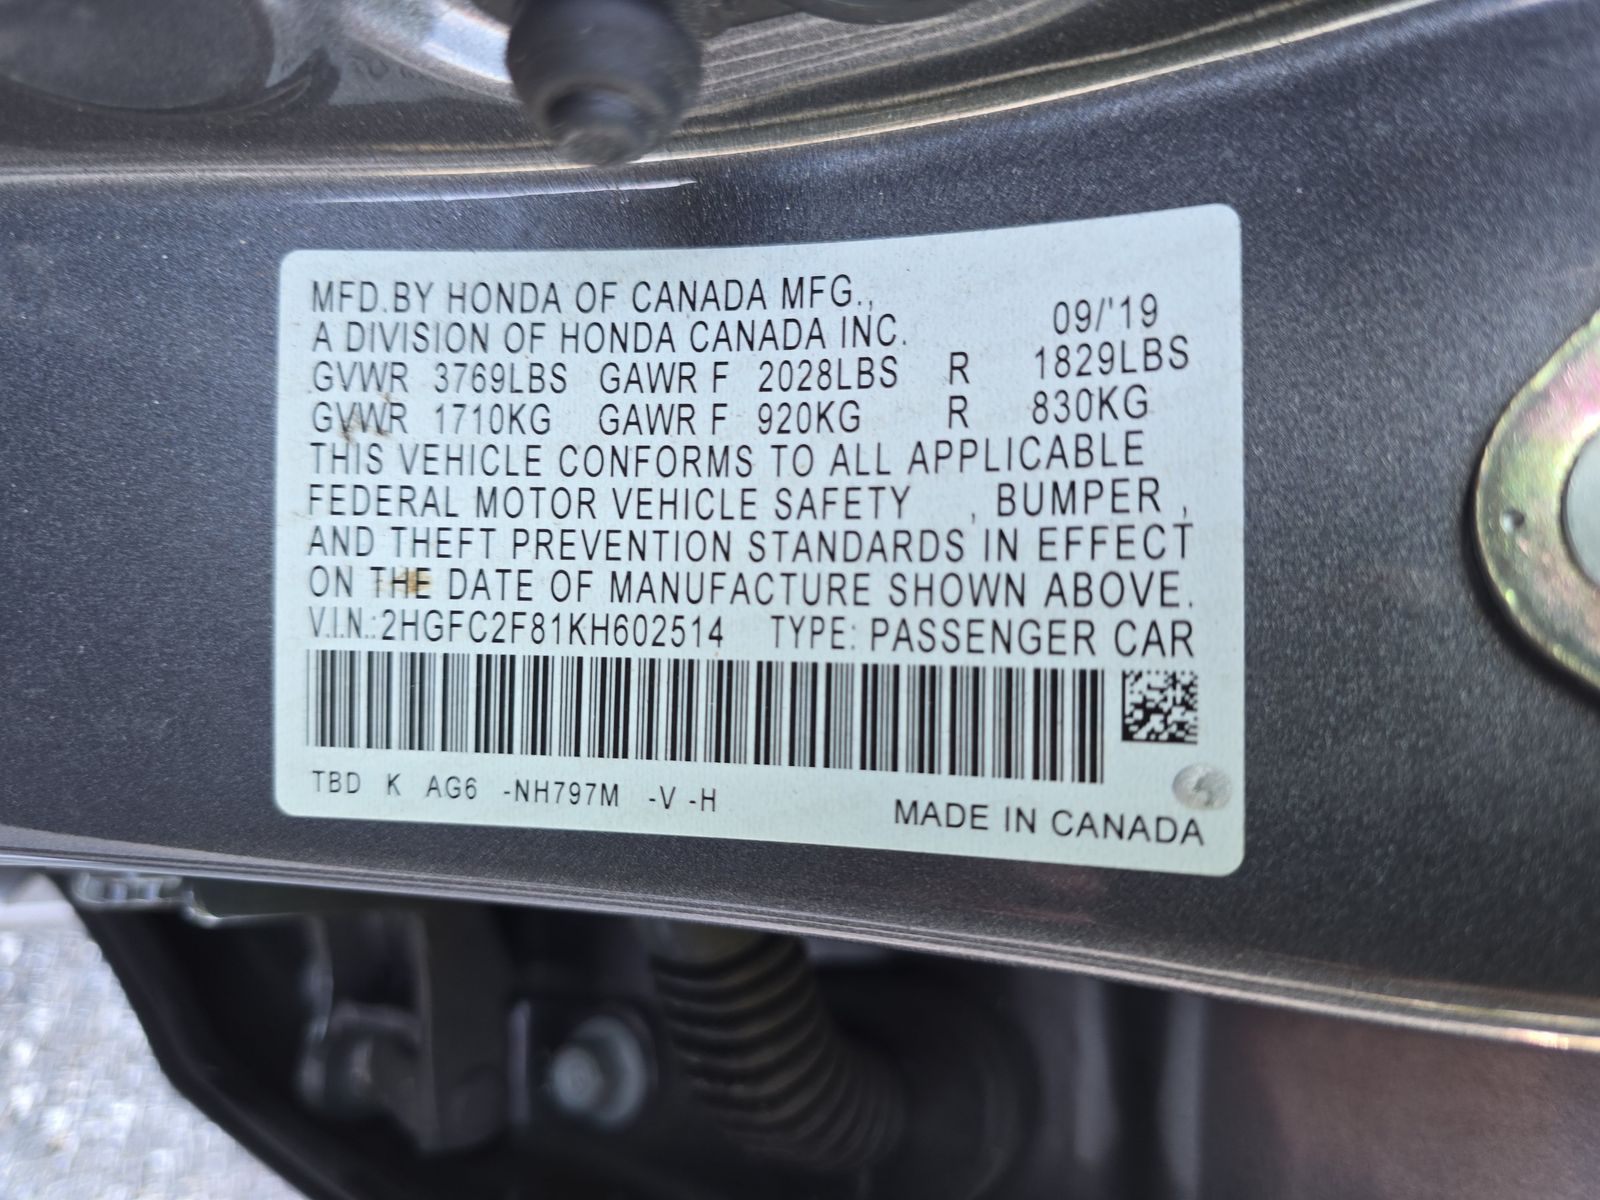 MFD.BY HONDA OF CANADA MFG.,
A DIVISION OF HONDA CANADA INC. 09/'19
GVWR 3769LBS GAWR F 2028LBS R 1829LBS
GVWR 1710KG GAWR F 920KG R 830KG
THIS VEHICLE CONFORMS TO ALL APPLICABLE
FEDERAL MOTOR VEHICLE SAFETY , BUMPER ,
AND THEFT PREVENTION STANDARDS IN EFFECT
ON THE DATE OF MANUFACTURE SHOWN ABOVE.
V.I.N.:2HGFC2F81KH602514 TYPE: PASSENGER CAR
TBD K AG6 -NH797M -V -H
MADE IN CANADA